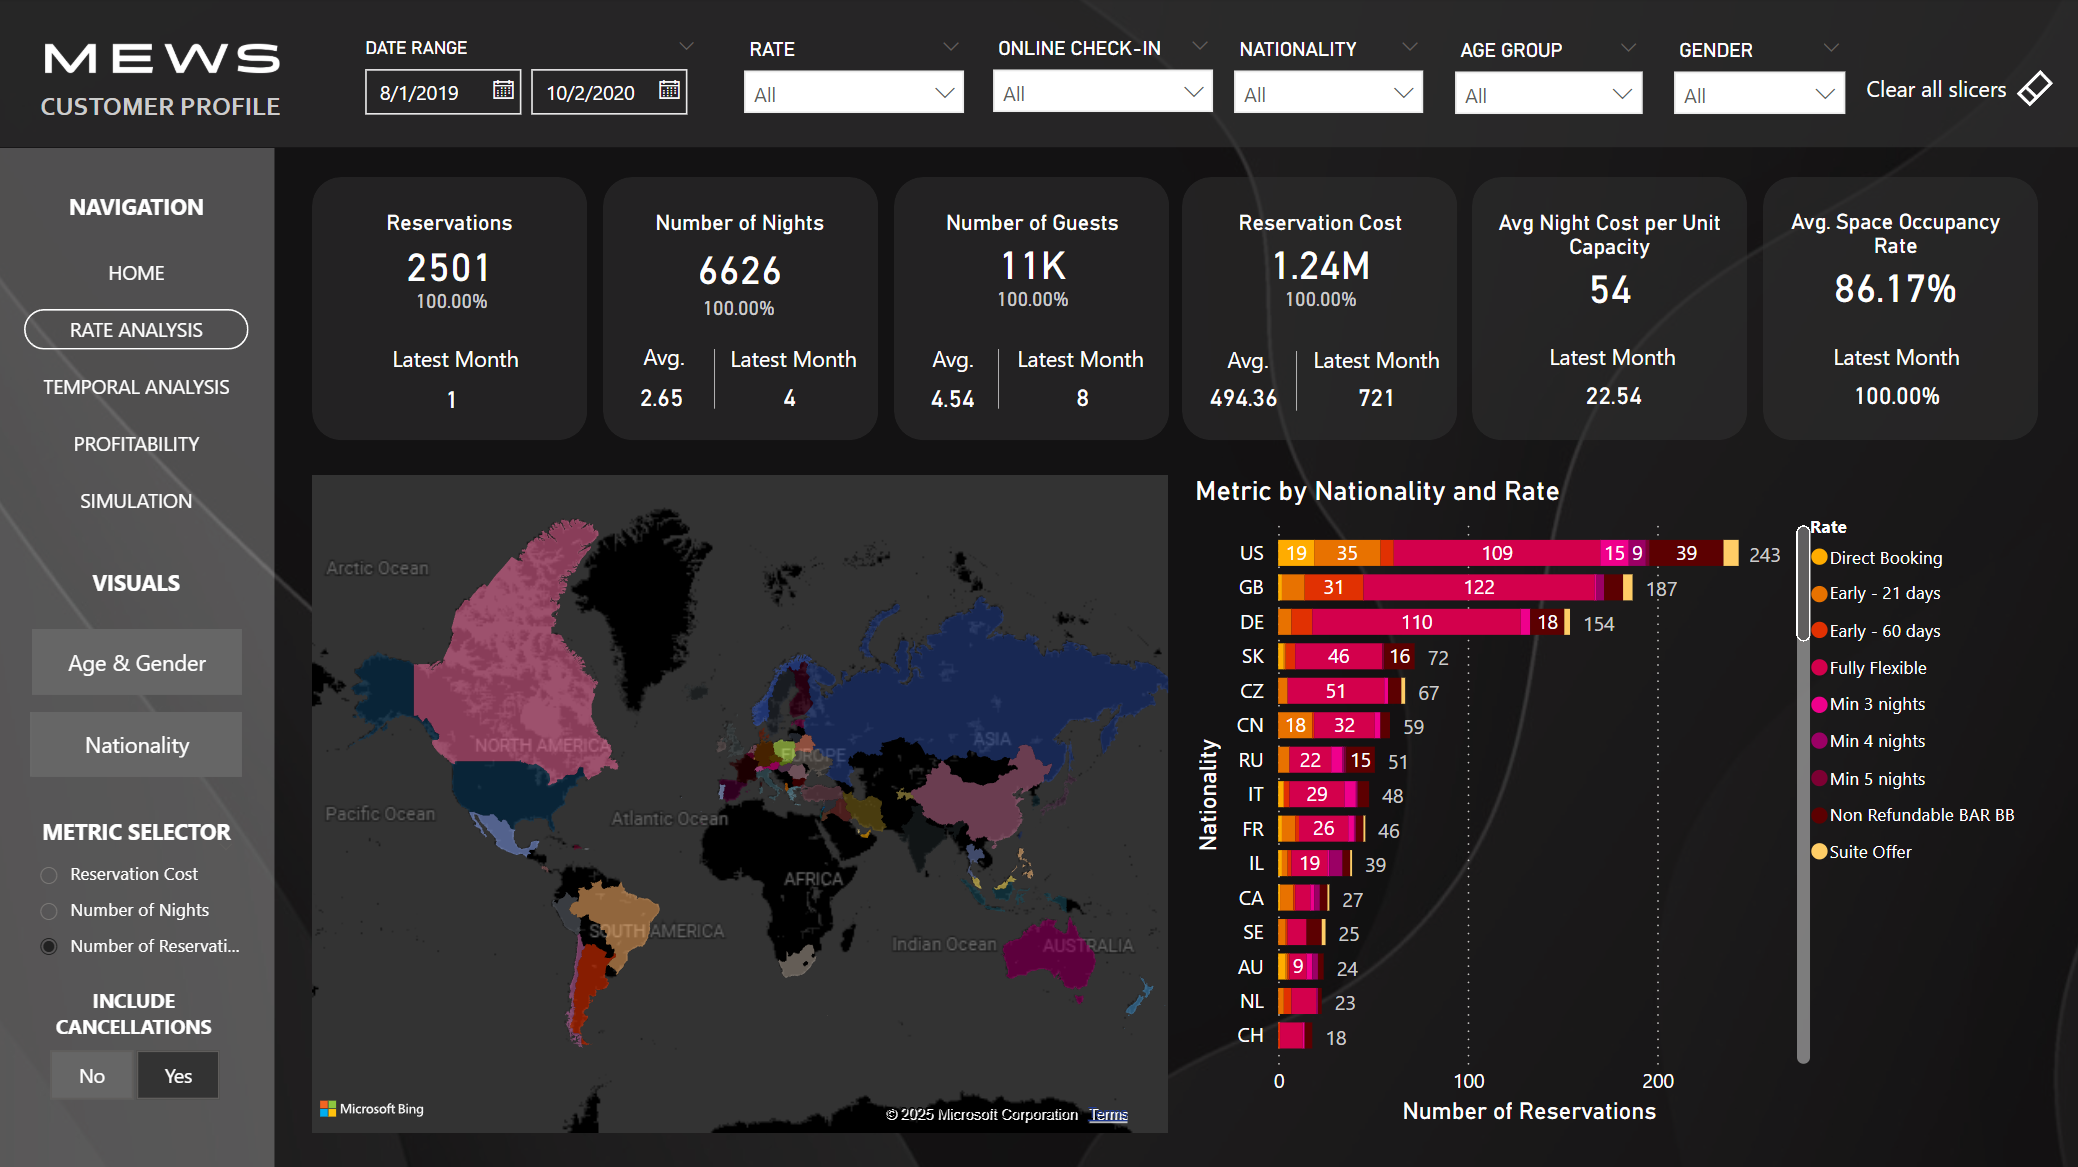 MEWS
CUSTOMER PROFILE
DATE RANGE
8/1/2019
10/2/2020
RATE
All
ONLINE CHECK-IN
All
NATIONALITY
All
AGE GROUP
All
GENDER
All
Clear all slicers
NAVIGATION
HOME
RATE ANALYSIS
TEMPORAL ANALYSIS
PROFITABILITY
SIMULATION
VISUALS
Age & Gender
Nationality
METRIC SELECTOR
Reservation Cost
Number of Nights
Number of Reservati...
INCLUDE
CANCELLATIONS
No
Yes
Reservations
2501
100.00%
Latest Month
1
Number of Nights
6626
100.00%
Avg.
2.65
Latest Month
4
Number of Guests
11K
100.00%
Avg.
4.54
Latest Month
8
Reservation Cost
1.24M
100.00%
Avg.
494.36
Latest Month
721
Avg Night Cost per Unit
Capacity
54
Latest Month
22.54
Avg. Space Occupancy
Rate
86.17%
Latest Month
100.00%
Arctic Ocean
NORTH AMERICA
EUROPE
ASIA
Pacific Ocean
Atlantic Ocean
AFRICA
SOUTH AMERICA
Indian Ocean
AUSTRALIA
Microsoft Bing
© 2025 Microsoft Corporation Terms
Metric by Nationality and Rate
Nationality
US 19 35 109 15 9 39 243
GB 31 122 187
DE 110 18 154
SK 46 16 72
CZ 51 67
CN 18 32 59
RU 22 15 51
IT 29 48
FR 26 46
IL 19 39
CA 27
SE 25
AU 9 24
NL 23
CH 18
0 100 200
Number of Reservations
Rate
Direct Booking
Early - 21 days
Early - 60 days
Fully Flexible
Min 3 nights
Min 4 nights
Min 5 nights
Non Refundable BAR BB
Suite Offer